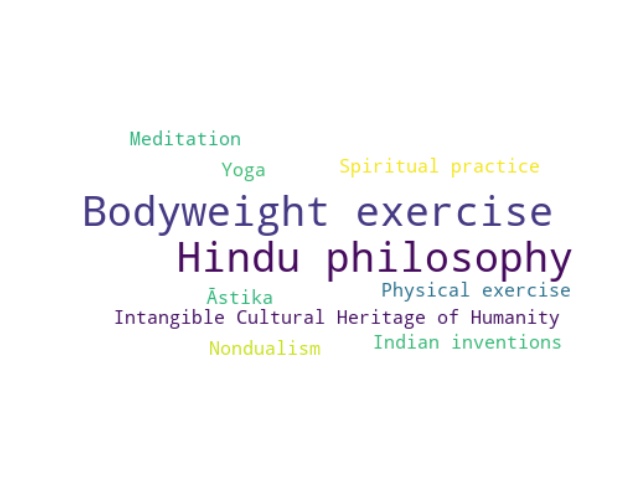 Meditation
Yoga
Spiritual practice
Bodyweight exercise
Hindu philosophy
Āstika
Physical exercise
Intangible Cultural Heritage of Humanity
Nondualism
Indian inventions